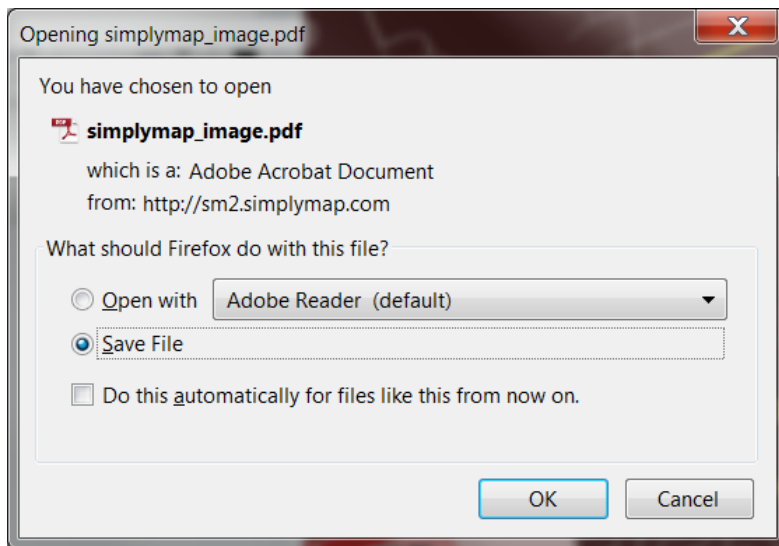 Opening simplymap_image.pdf
X
You have chosen to open
PDF
simplymap_image.pdf
which is a: Adobe Acrobat Document
from: http://sm2.simplymap.com
What should Firefox do with this file?
Open with Adobe Reader (default)
Save File
Do this automatically for files like this from now on.
OK Cancel